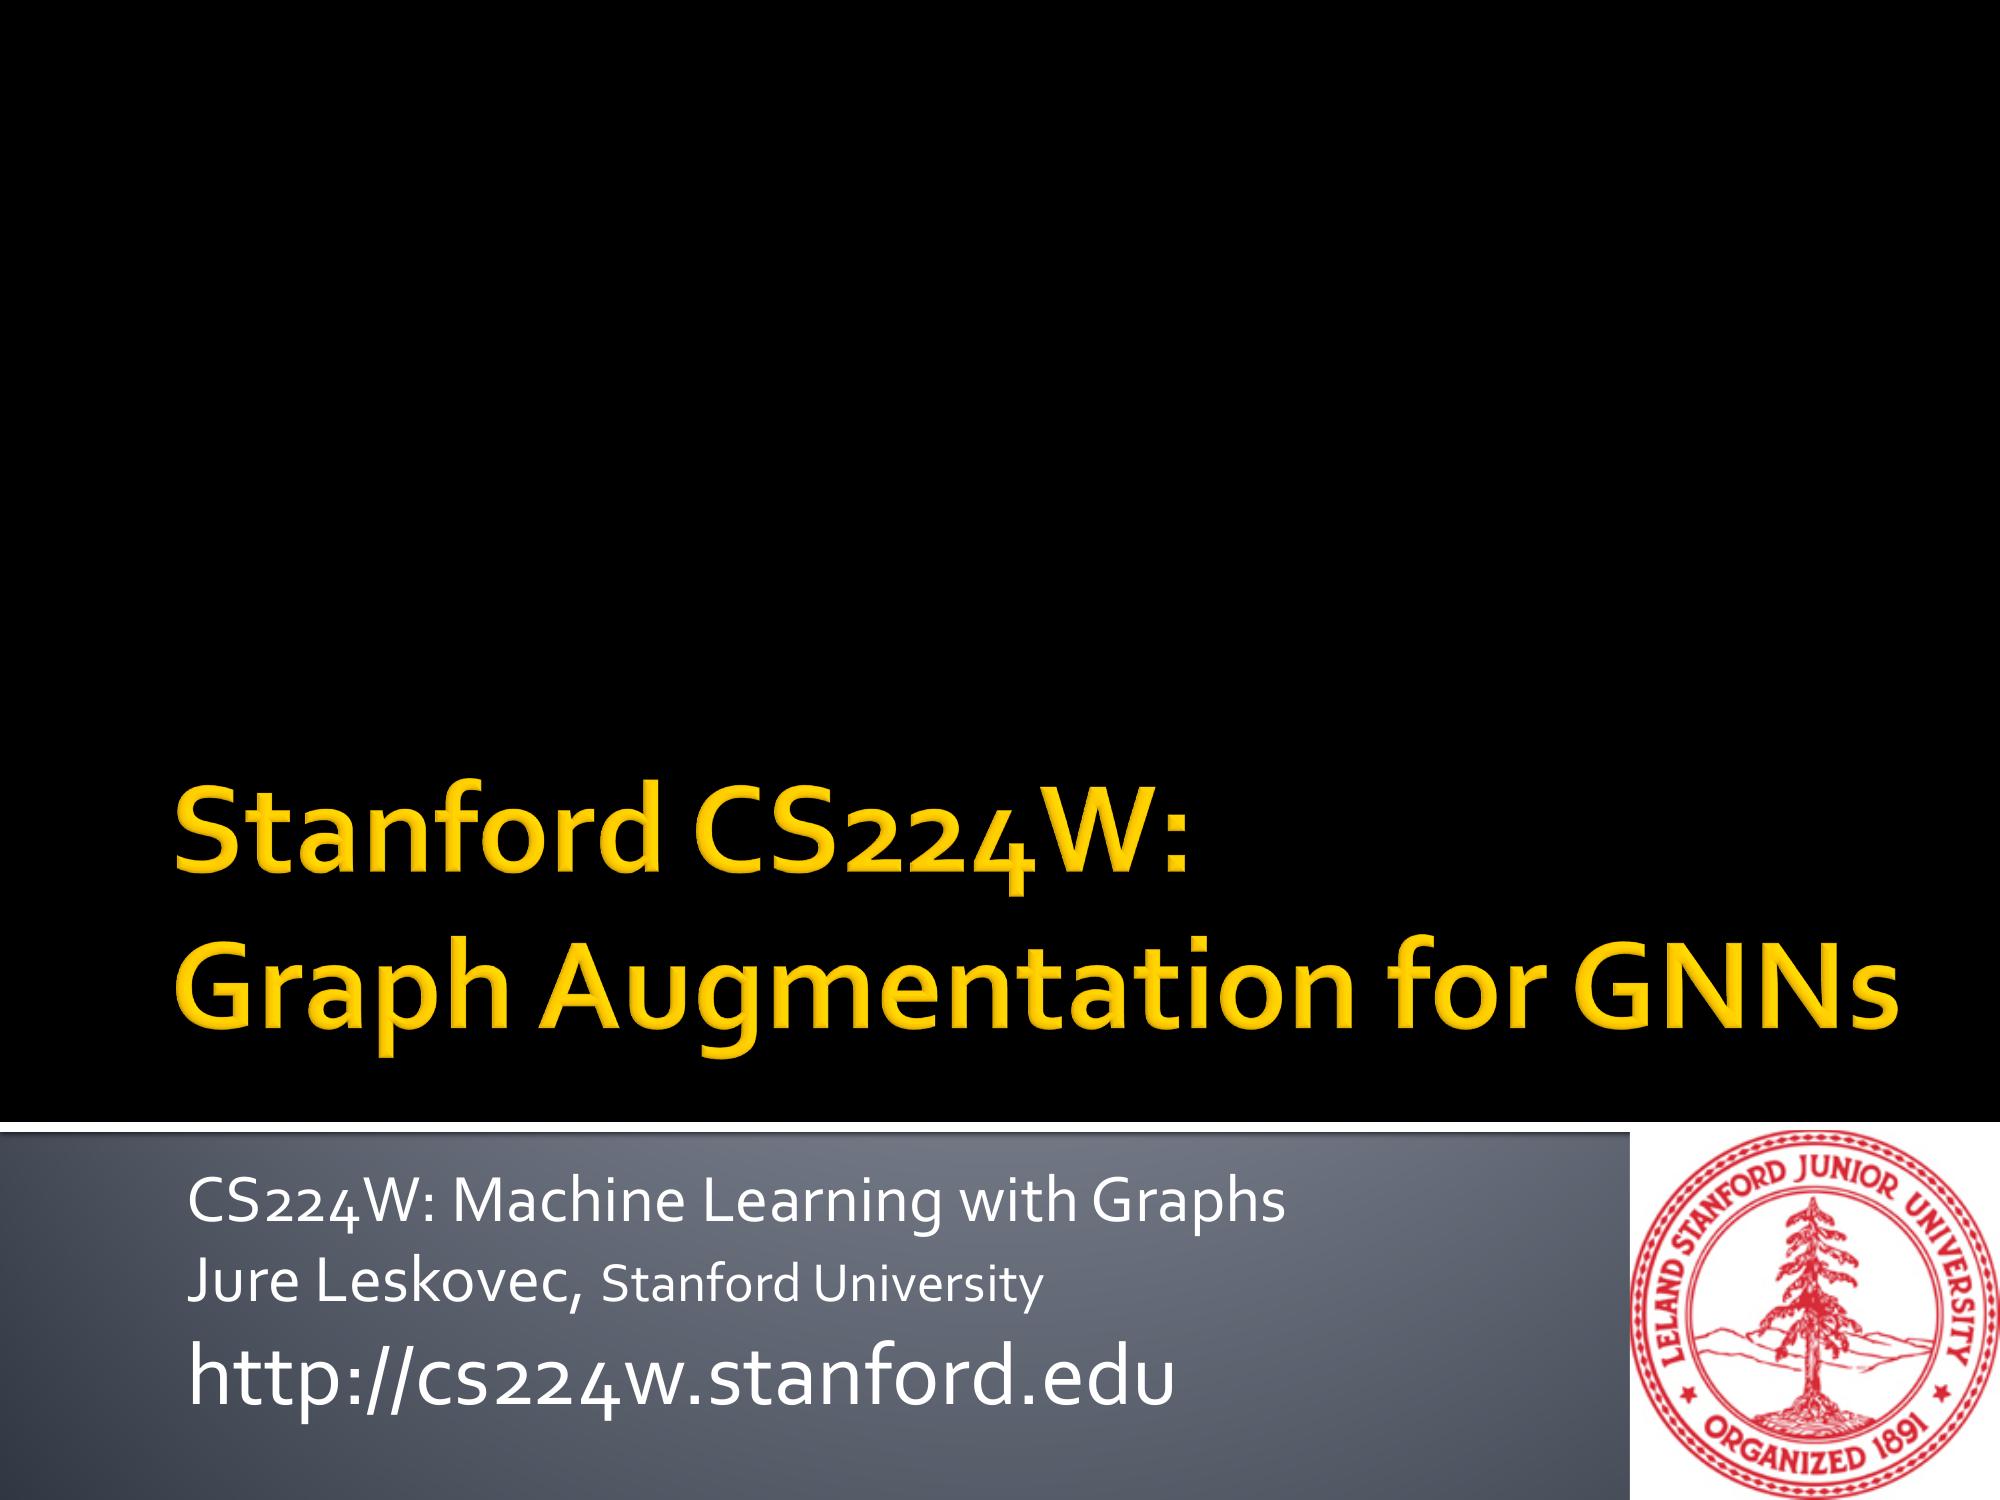 Stanford CS224W:
Graph Augmentation for GNNs
CS224W: Machine Learning with Graphs
Jure Leskovec, Stanford University
http://cs224w.stanford.edu
LELAND STANFORD JUNIOR UNIVERSITY
ORGANIZED 1891